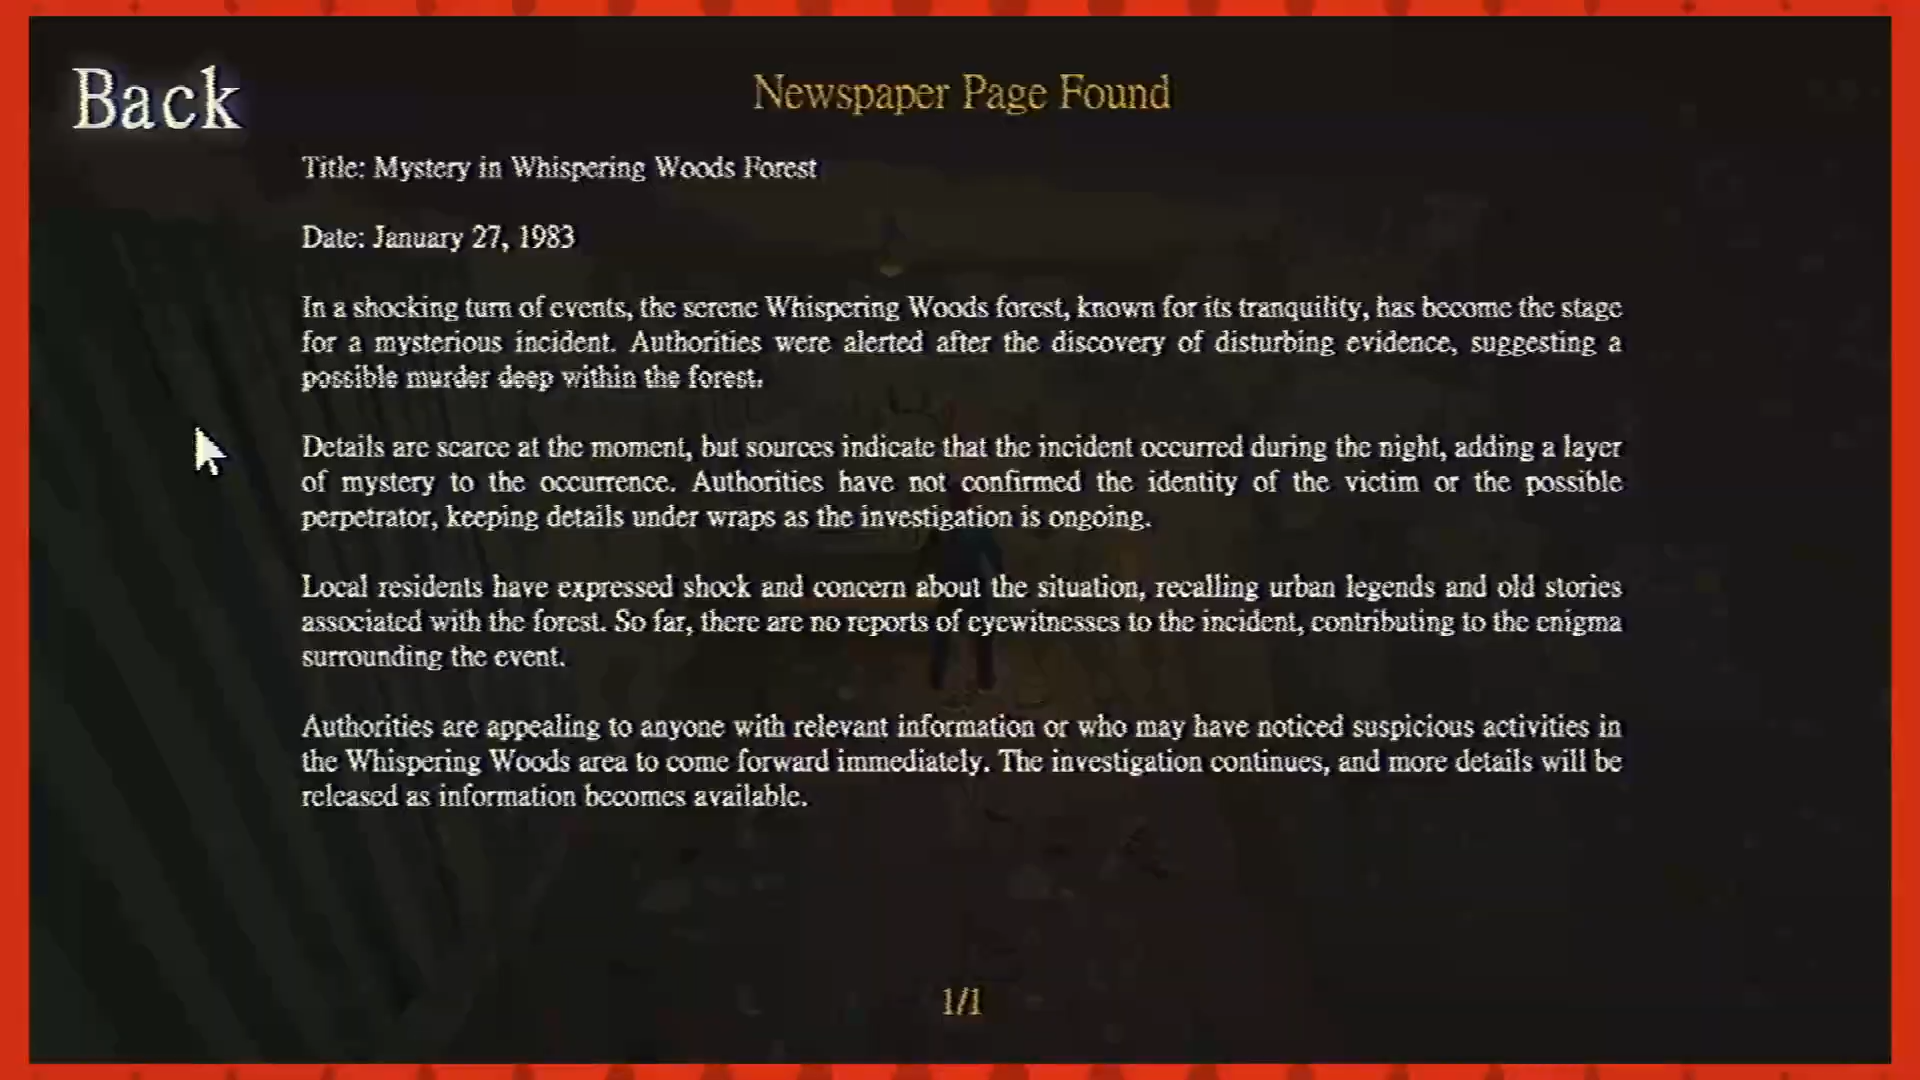 Back
Newspaper Page Found
Title: Mystery in Whispering Woods Forest
Date: January 27, 1983
In a shocking turn of events, the serene Whispering Woods forest, known for its tranquility, has become the stage
for a mysterious incident. Authorities were alerted after the discovery of disturbing evidence, suggesting a
possible murder deep within the forest.
Details are scarce at the moment, but sources indicate that the incident occurred during the night, adding a layer
of mystery to the occurrence. Authorities have not confirmed the identity of the victim or the possible
perpetrator, keeping details under wraps as the investigation is ongoing.
Local residents have expressed shock and concern about the situation, recalling urban legends and old stories
associated with the forest. So far, there are no reports of eyewitnesses to the incident, contributing to the enigma
surrounding the event.
Authorities are appealing to anyone with relevant information or who may have noticed suspicious activities in
the Whispering Woods area to come forward immediately. The investigation continues, and more details will be
released as information becomes available.
1/1